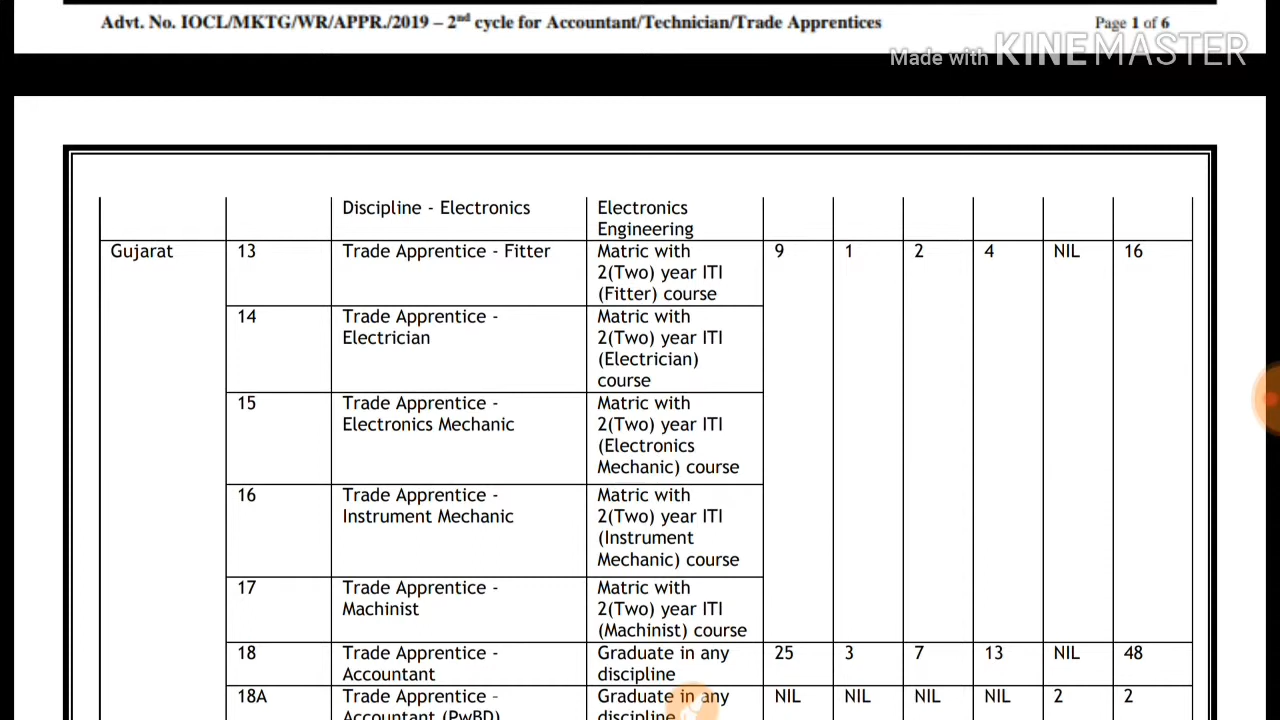 Advt. No. IOCL/MKTG/WR/APPR./2019 – 2nd cycle for Accountant/Technician/Trade Apprentices Page 1 of 6
Made with KINEMASTER
Discipline - Electronics Electronics
Engineering
Gujarat 13 Trade Apprentice - Fitter Matric with 9 1 2 4 NIL 16
2(Two) year ITI
(Fitter) course
14 Trade Apprentice - Matric with
Electrician 2(Two) year ITI
(Electrician)
course
15 Trade Apprentice - Matric with
Electronics Mechanic 2(Two) year ITI
(Electronics
Mechanic) course
16 Trade Apprentice - Matric with
Instrument Mechanic 2(Two) year ITI
(Instrument
Mechanic) course
17 Trade Apprentice - Matric with
Machinist 2(Two) year ITI
(Machinist) course
18 Trade Apprentice - Graduate in any 25 3 7 13 NIL 48
Accountant discipline
18A Trade Apprentice - Graduate in any NIL NIL NIL NIL 2 2
Accountant (PwBD) discipline